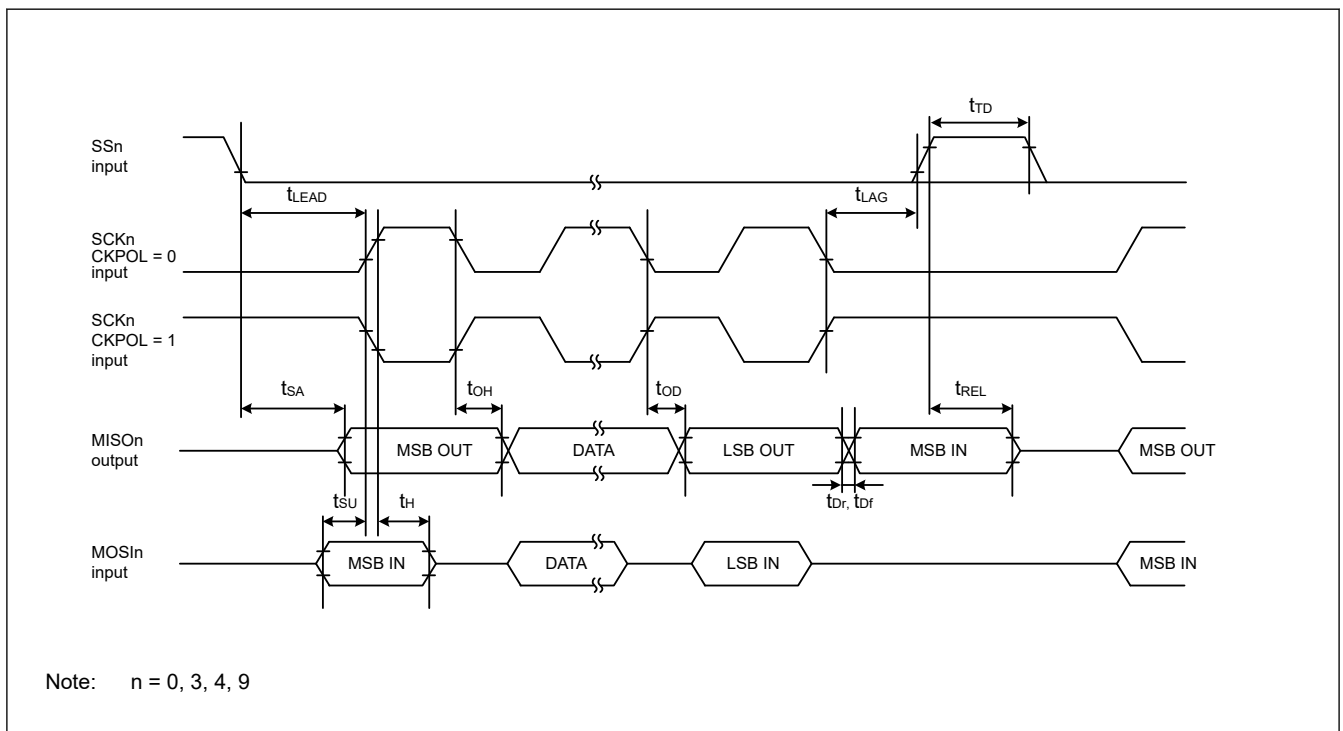 tTD
SSn
input
tLEAD
tLAG
SCKn
CKPOL = 0
input
SCKn
CKPOL = 1
input
tSA
tOH
tOD
tREL
MISOn
output
MSB OUT
DATA
LSB OUT
MSB IN
MSB OUT
tSU
tH
tDr, tDf
MOSIn
input
MSB IN
DATA
LSB IN
MSB IN
Note: n = 0, 3, 4, 9